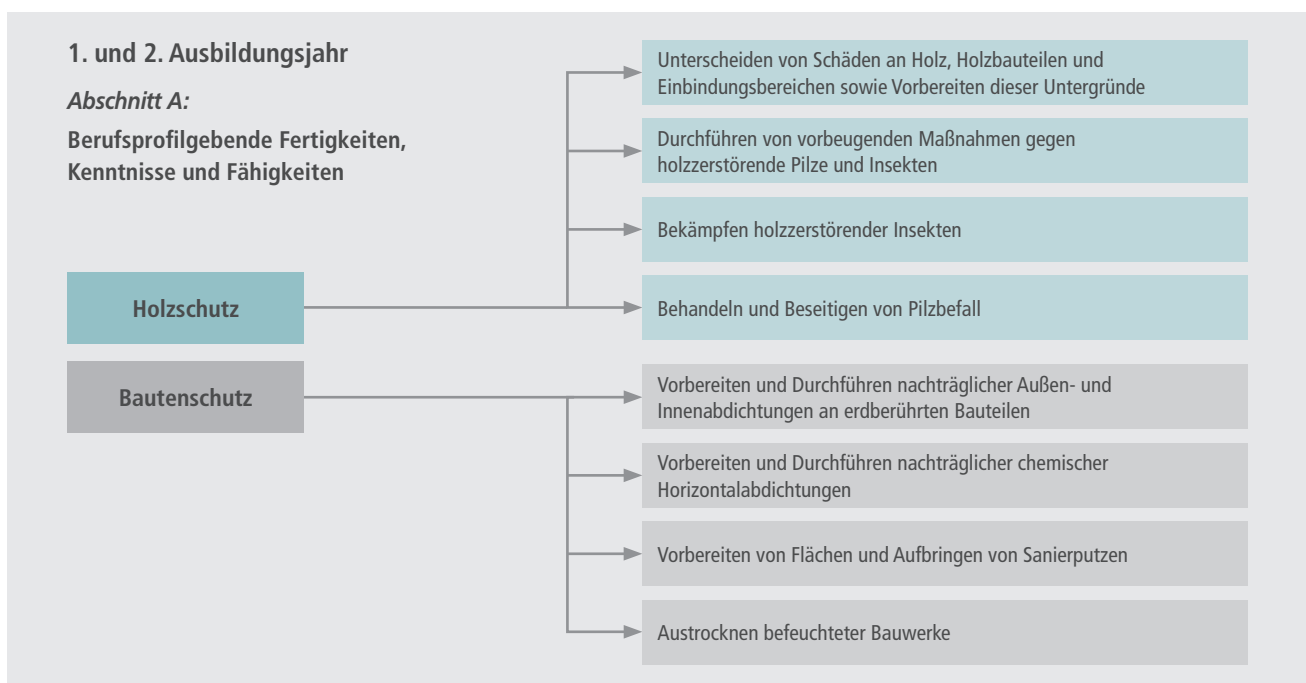 1. und 2. Ausbildungsjahr
Abschnitt A:
Berufsprofilgebende Fertigkeiten,
Kenntnisse und Fähigkeiten
Holzschutz
Unterscheiden von Schäden an Holz, Holzbauteilen und
Einbindungsbereichen sowie Vorbereiten dieser Untergründe
Durchführen von vorbeugenden Maßnahmen gegen
holzzerstörende Pilze und Insekten
Bekämpfen holzzerstörender Insekten
Behandeln und Beseitigen von Pilzbefall
Bautenschutz
Vorbereiten und Durchführen nachträglicher Außen- und
Innenabdichtungen an erdberührten Bauteilen
Vorbereiten und Durchführen nachträglicher chemischer
Horizontalabdichtungen
Vorbereiten von Flächen und Aufbringen von Sanierputzen
Austrocknen befeuchteter Bauwerke